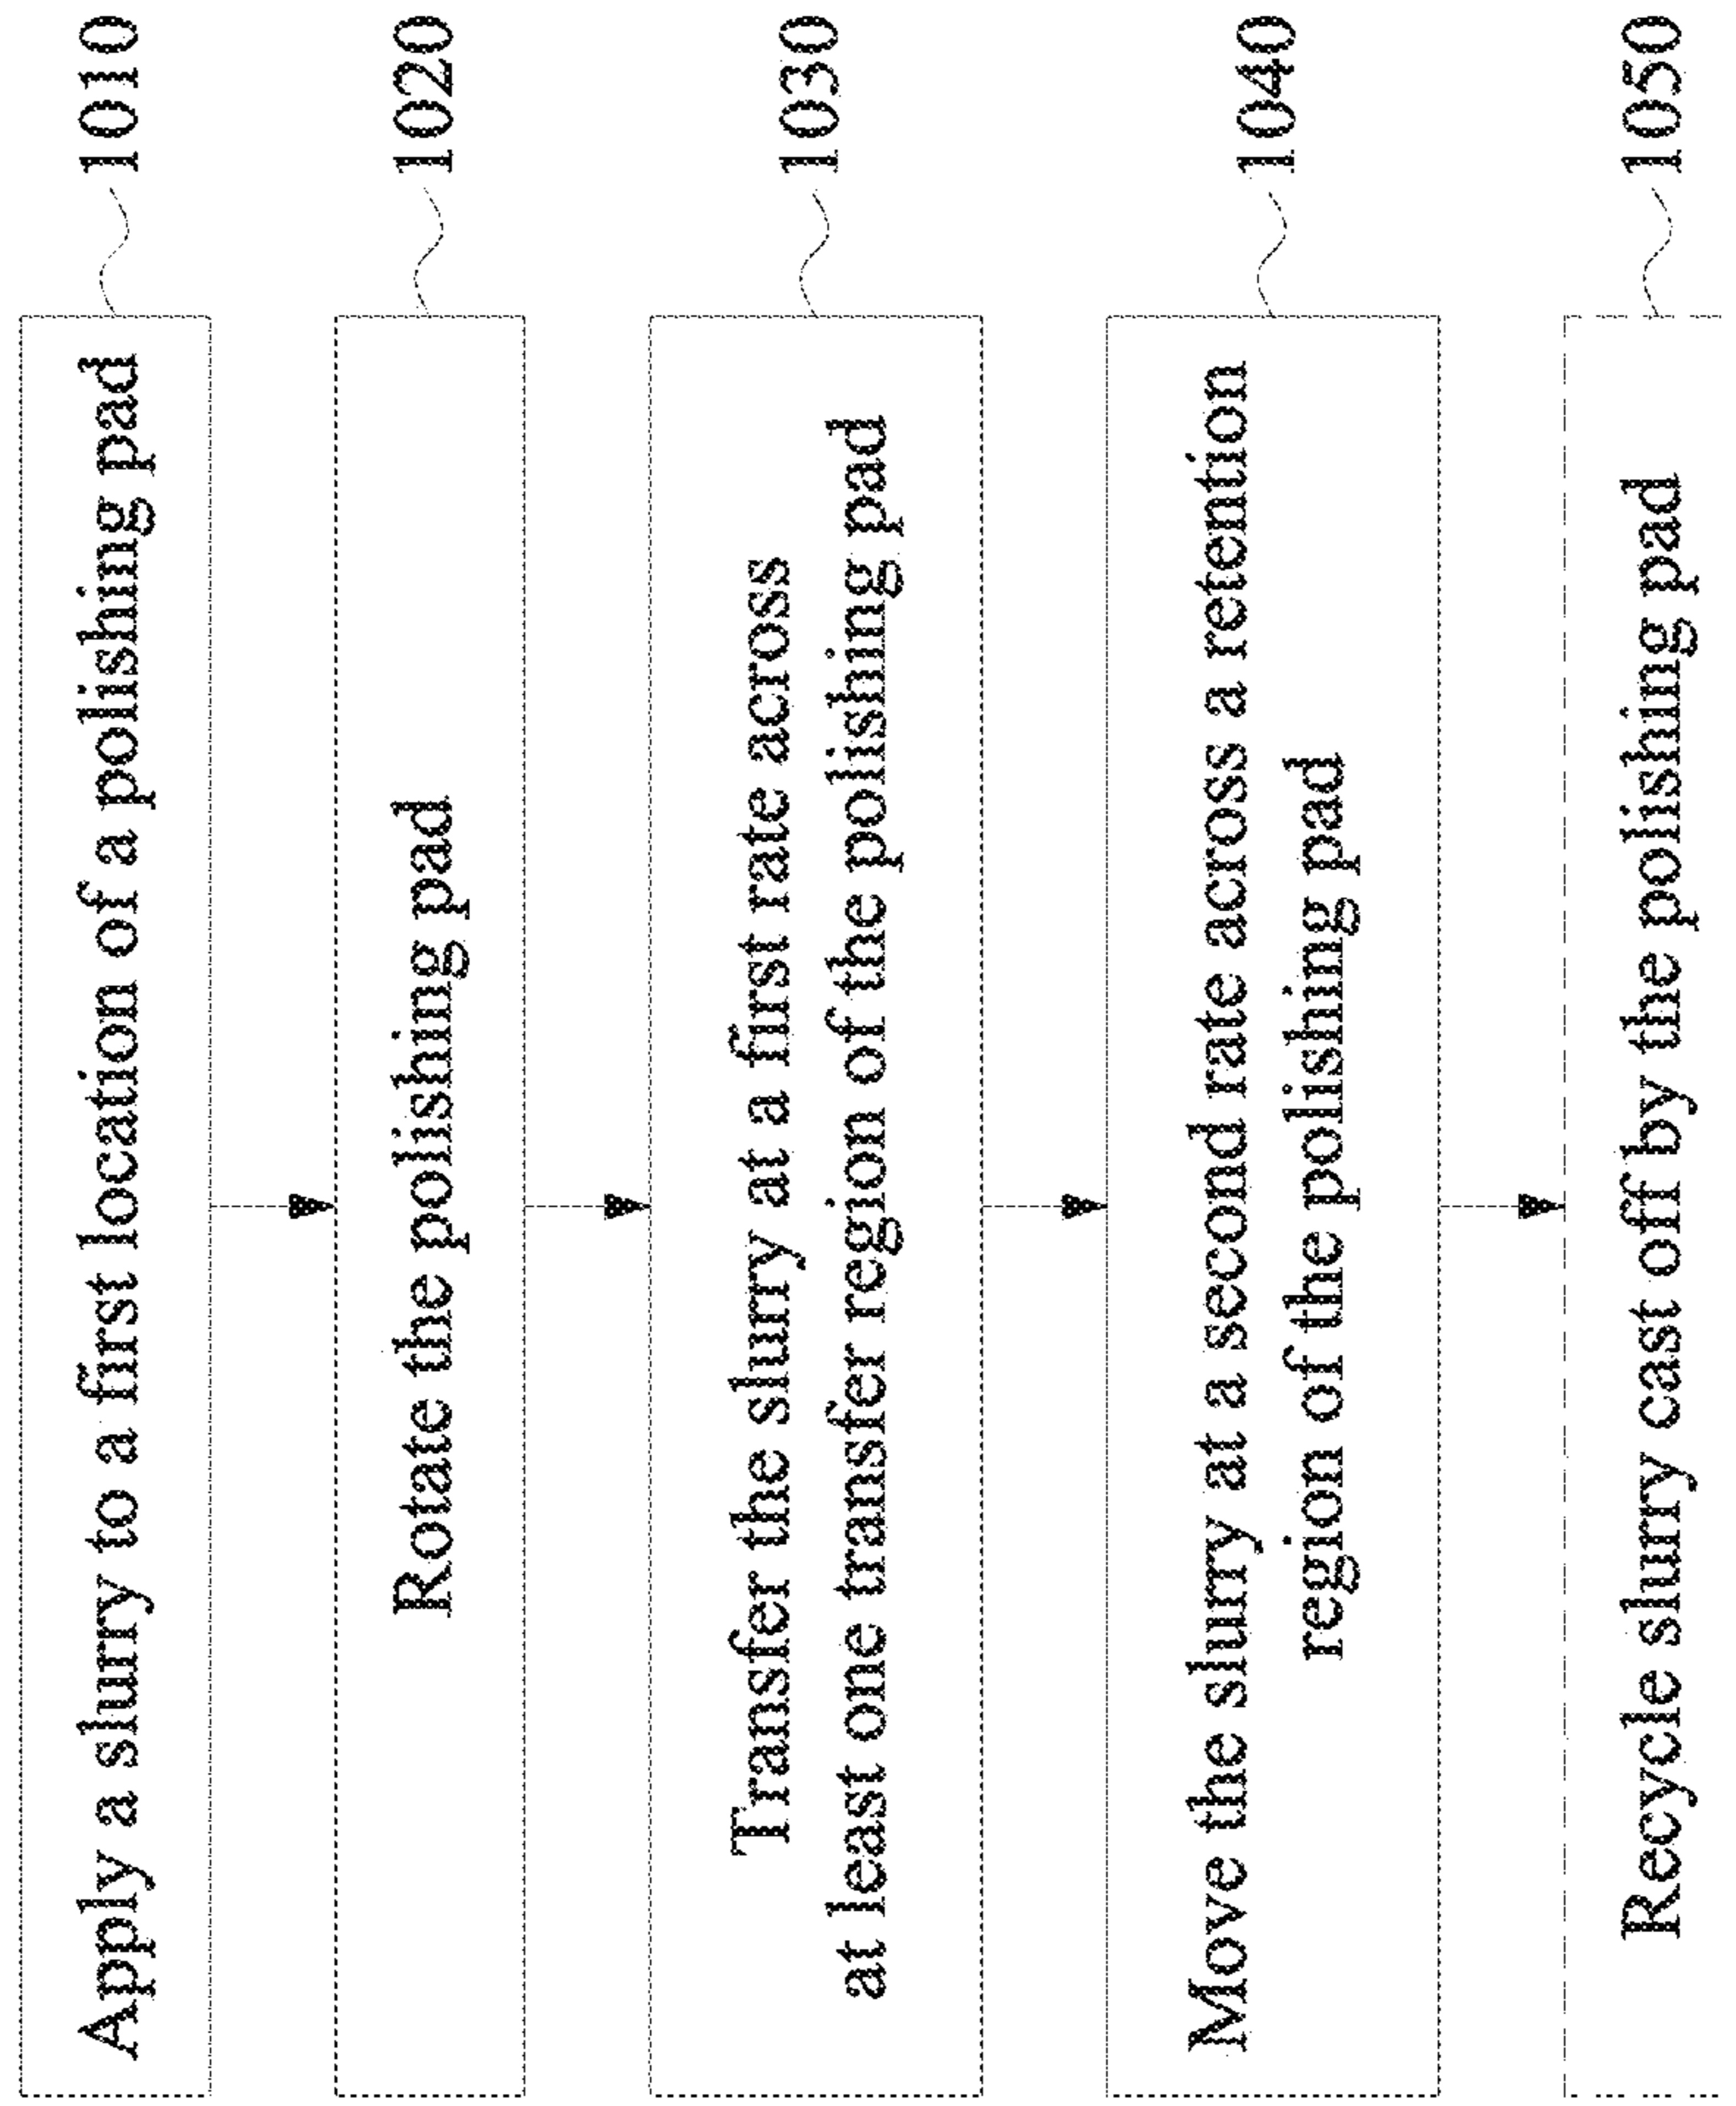 Apply a slurry to a first location of a polishing pad
1010
Rotate the polishing pad
1020
Transfer the slurry at a first rate across
at least one transfer region of the polishing pad
1030
Move the slurry at a second rate across a retention
region of the polishing pad
1040
Recycle slurry cast off by the polishing pad
1050